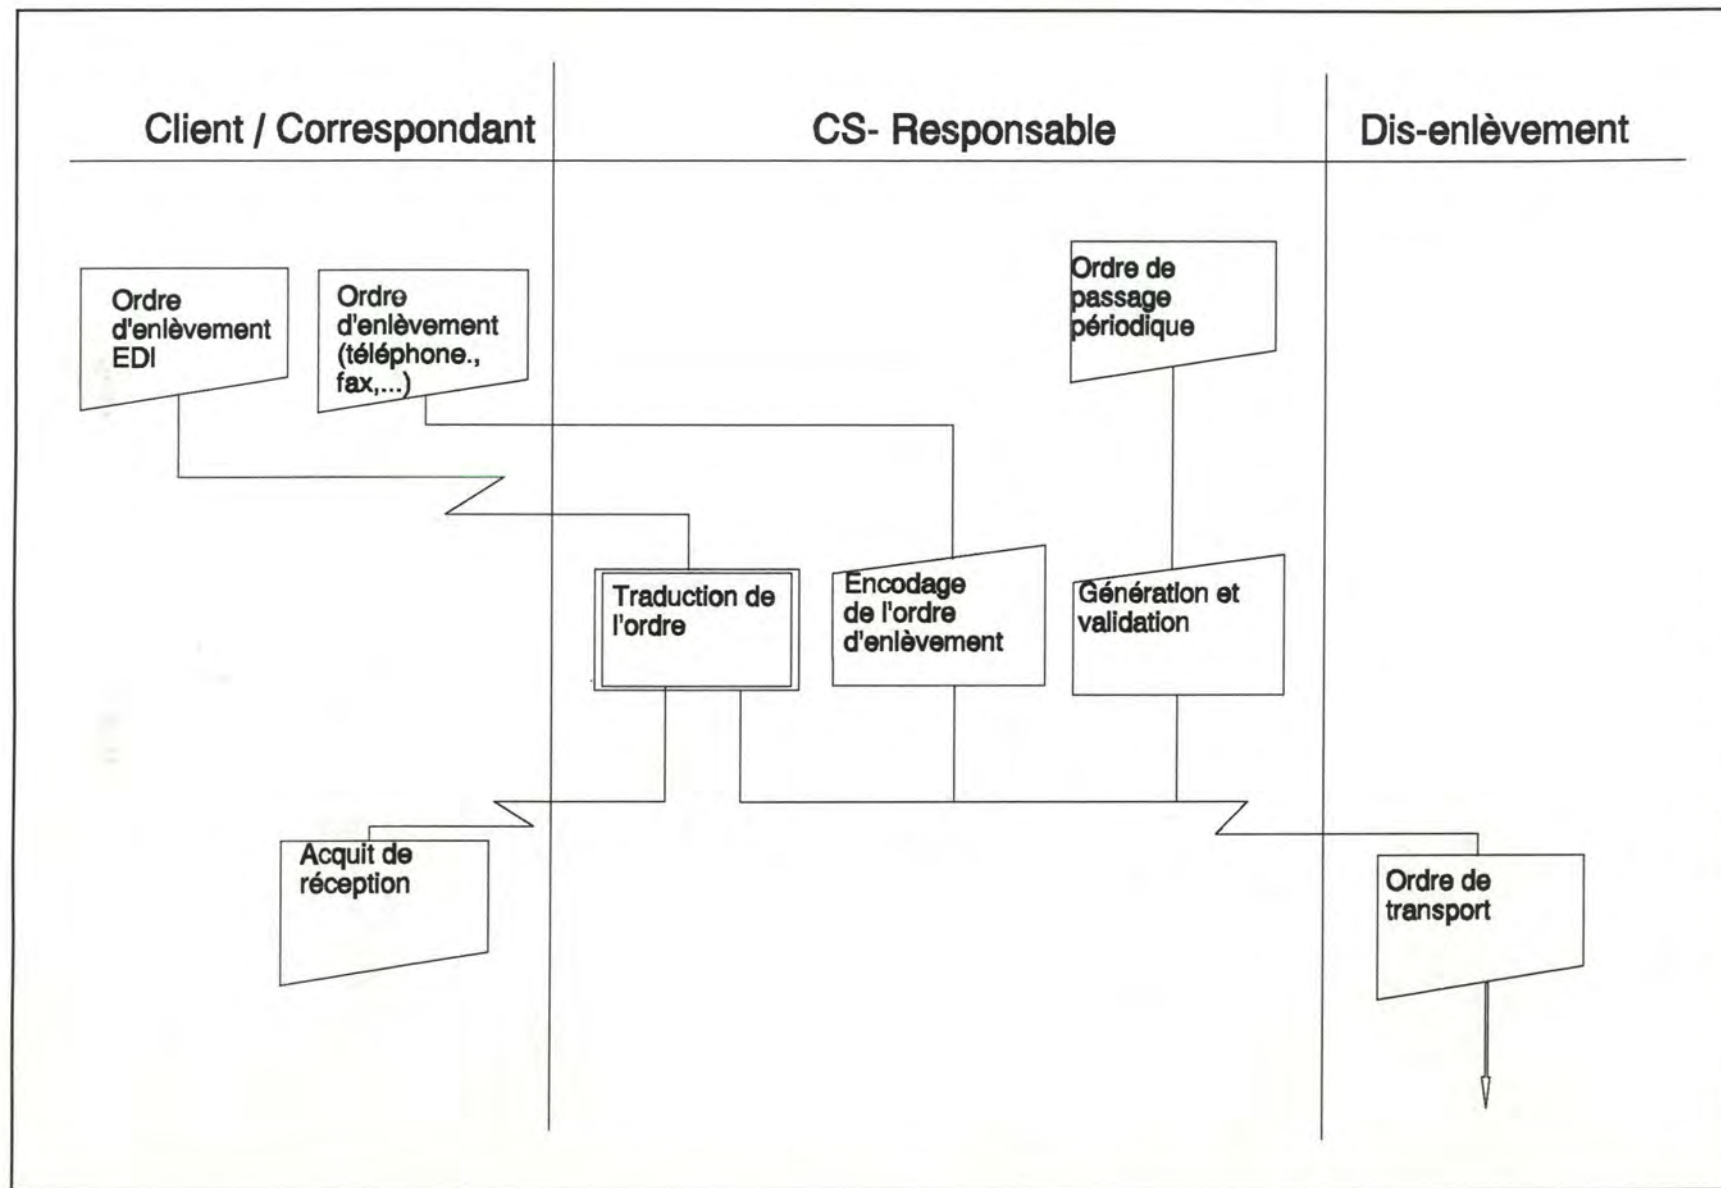 Client / Correspondant
CS- Responsable
Dis-enlèvement
Ordre
d'enlèvement
EDI
Ordre
d'enlèvement
(téléphone.,
fax,...)
Ordre de
passage
périodique
Traduction de
l'ordre
Encodage
de l'ordre
d'enlèvement
Génération et
validation
Acquit de
réception
Ordre de
transport